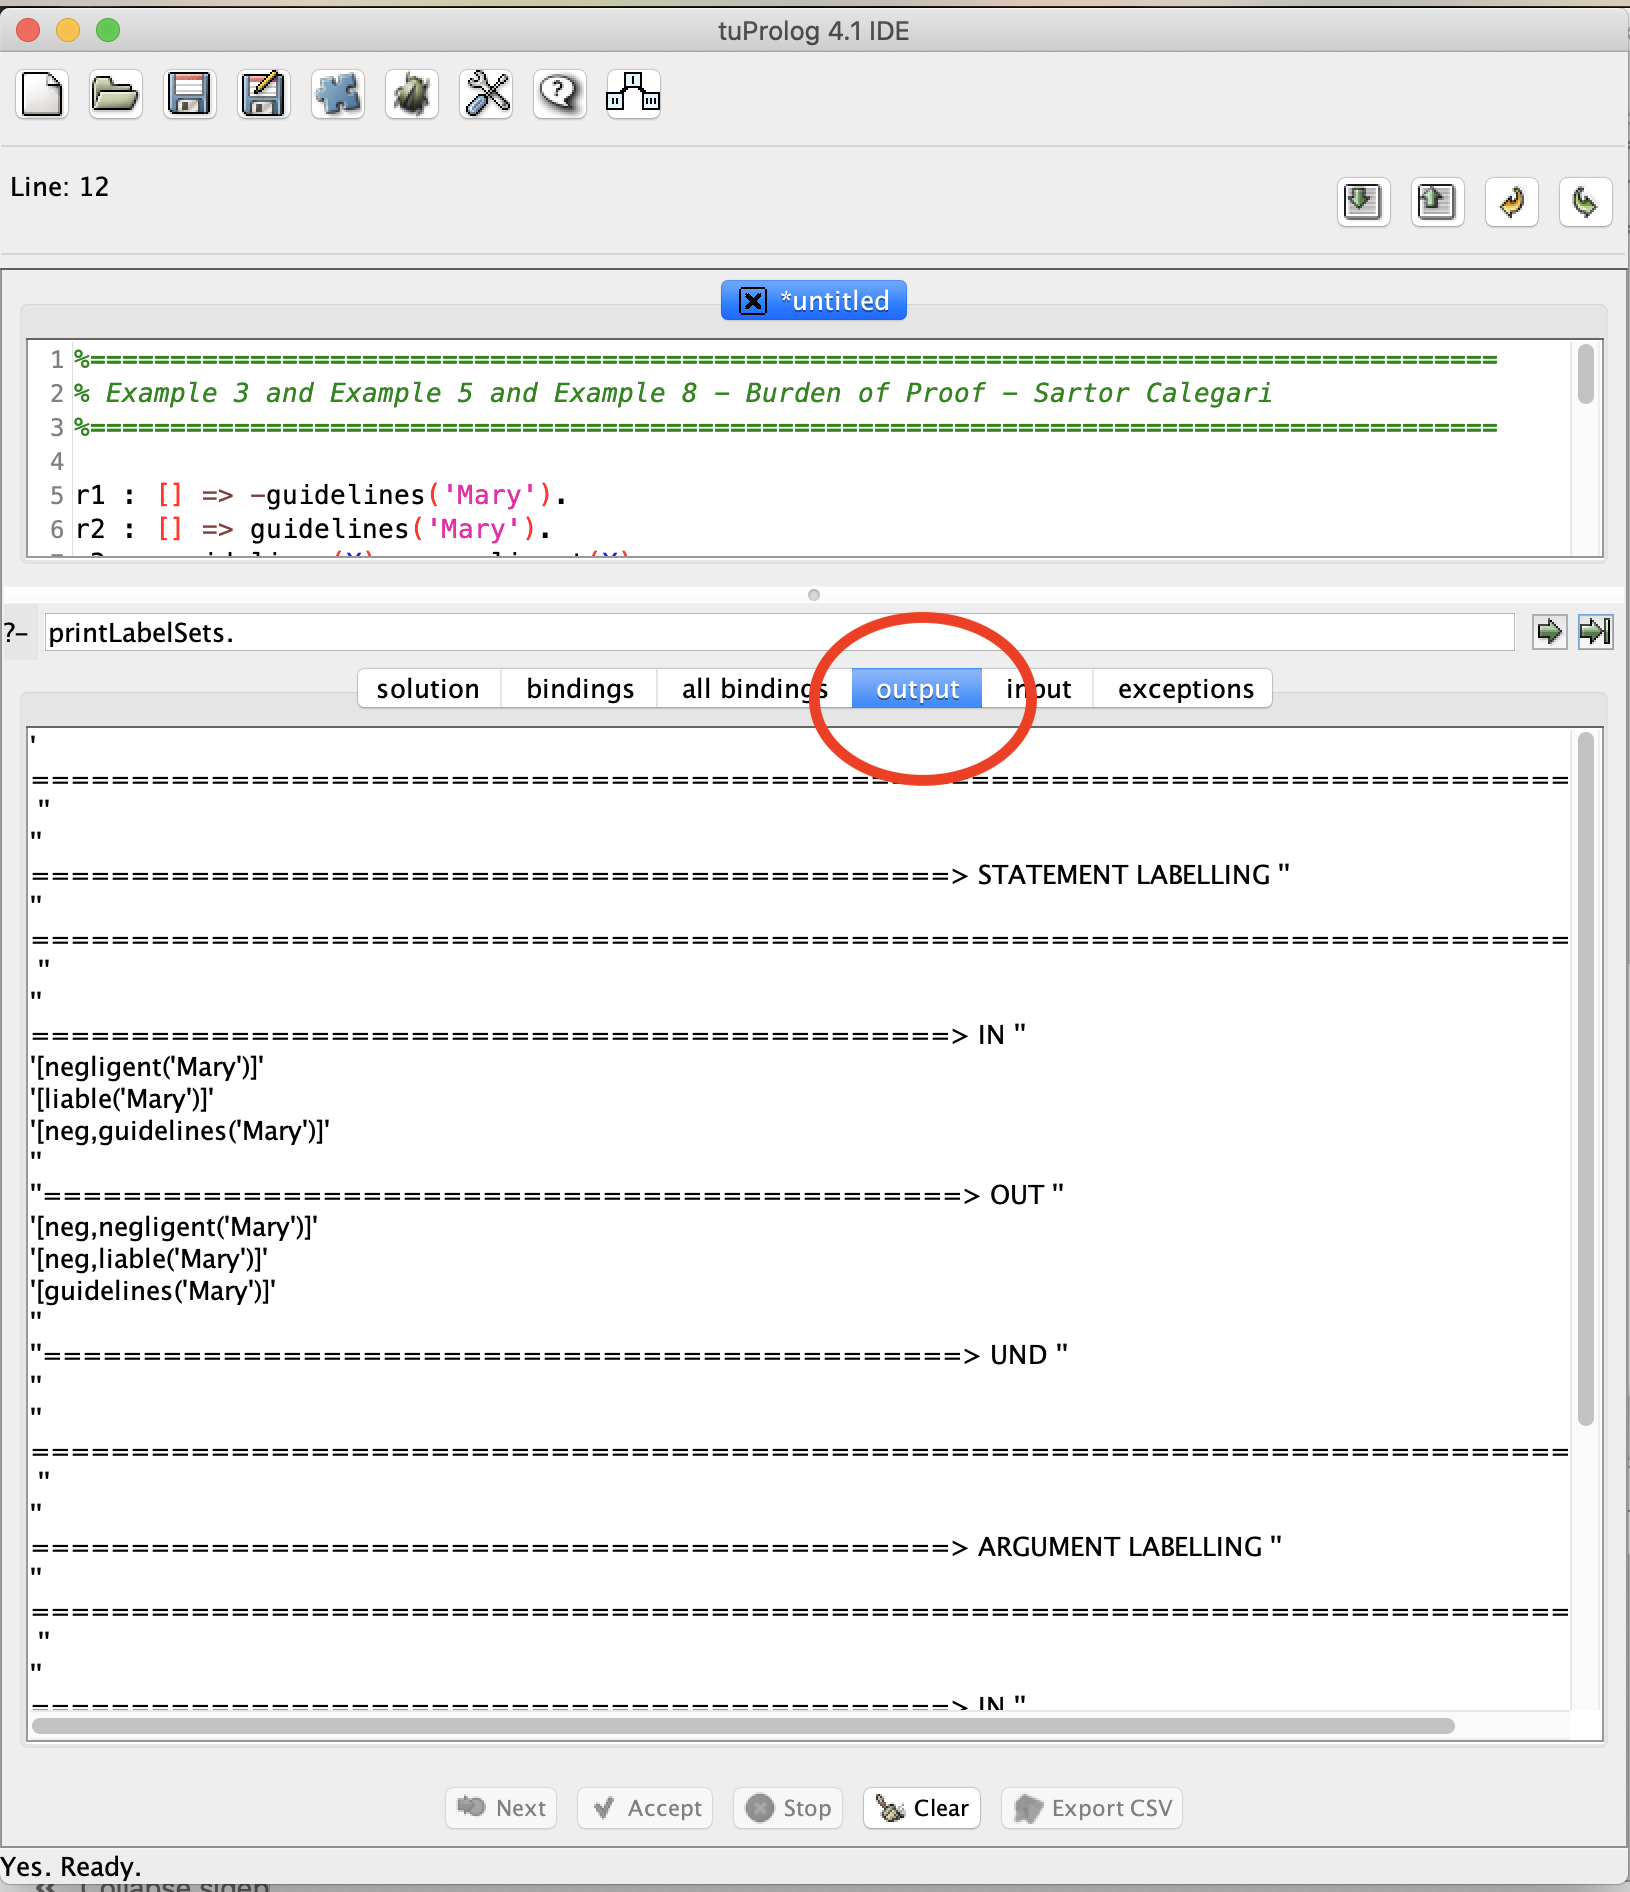 tuProlog 4.1 IDE
Line: 12
*untitled
1 %========================================================================================
2 % Example 3 and Example 5 and Example 8 - Burden of Proof - Sartor Calegari
3 %========================================================================================
4
5 r1 : [] => -guidelines('Mary').
6 r2 : [] => guidelines('Mary').
?- printLabelSets.
solution bindings all bindings output input exceptions
'
=============================================================================
"
"
==============================================> STATEMENT LABELLING "
"
=============================================================================
"
"
==============================================> IN "
'[negligent('Mary')]'
'[liable('Mary')]'
'[neg,guidelines('Mary')]'
"
"==============================================> OUT "
'[neg,negligent('Mary')]'
'[neg,liable('Mary')]'
'[guidelines('Mary')]'
"
"==============================================> UND "
"
"
=============================================================================
"
"
==============================================> ARGUMENT LABELLING "
"
=============================================================================
"
"
==============================================> IN "
Next Accept Stop Clear Export CSV
Yes. Ready.